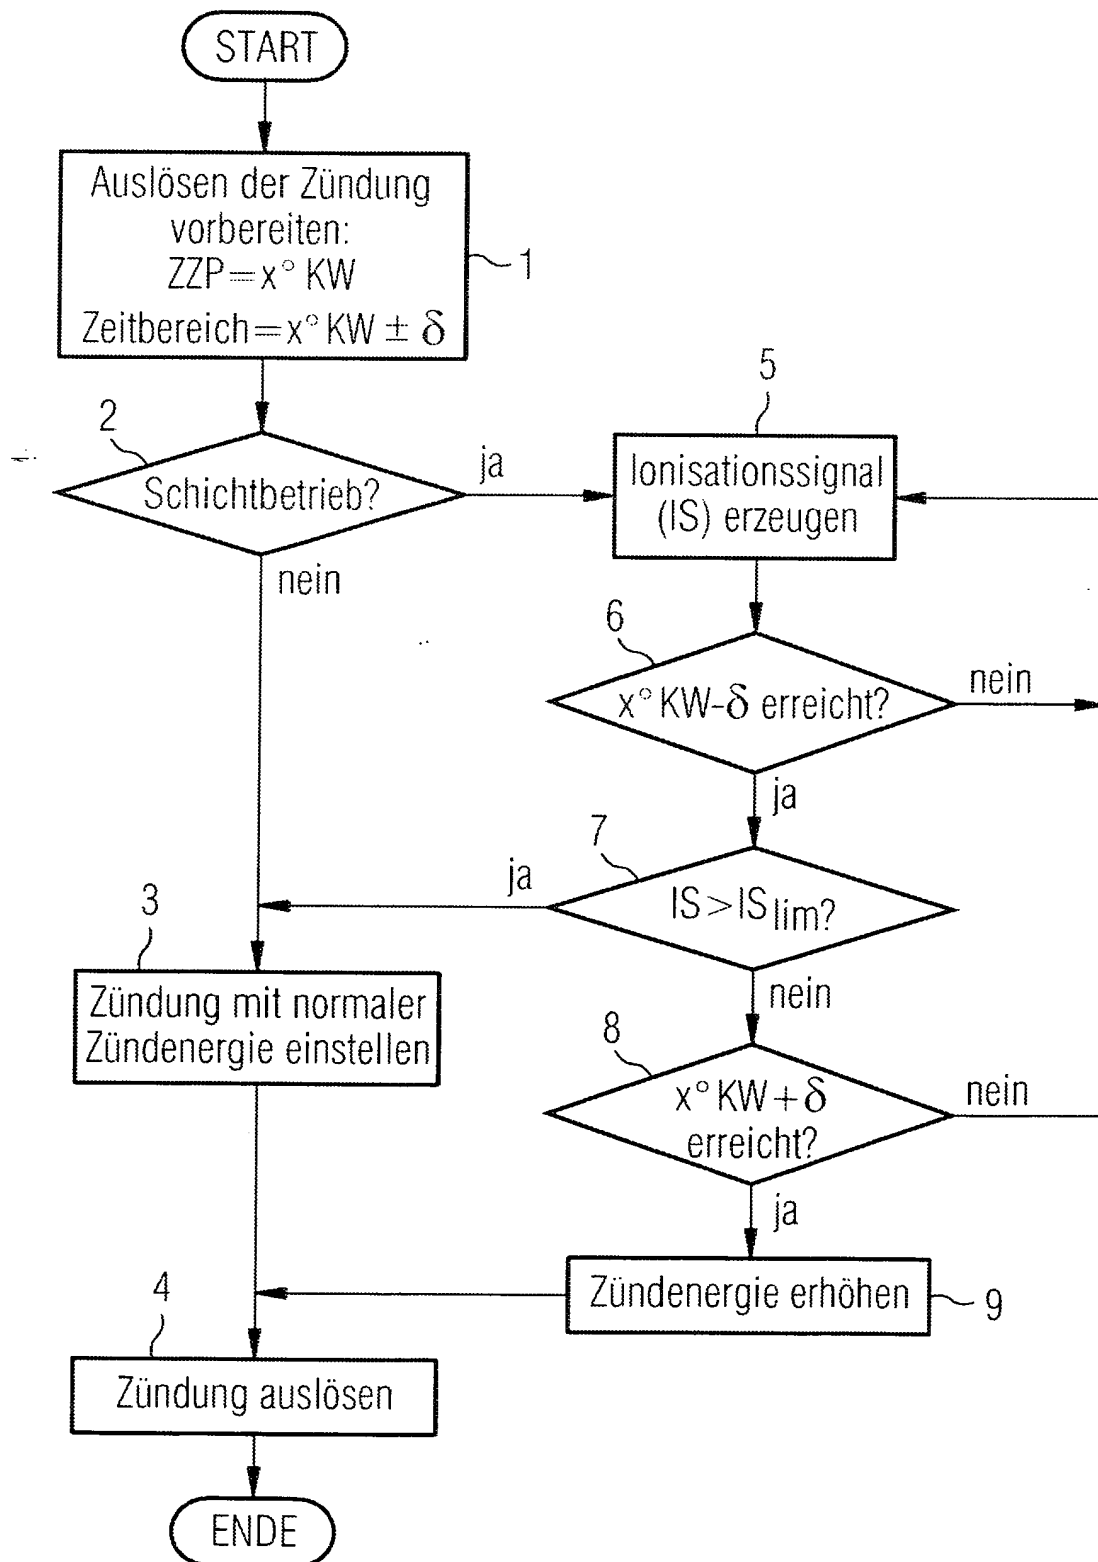 START
Auslösen der Zündung
vorbereiten:
ZZP=x° KW
Zeitbereich=x° KW ± δ
1
2
Schichtbetrieb?
ja
nein
5
Ionisationssignal
(IS) erzeugen
6
x° KW-δ erreicht?
nein
ja
7
IS>ISlim?
ja
nein
3
Zündung mit normaler
Zündenergie einstellen
8
x° KW+δ
erreicht?
nein
ja
Zündenergie erhöhen
9
4
Zündung auslösen
ENDE